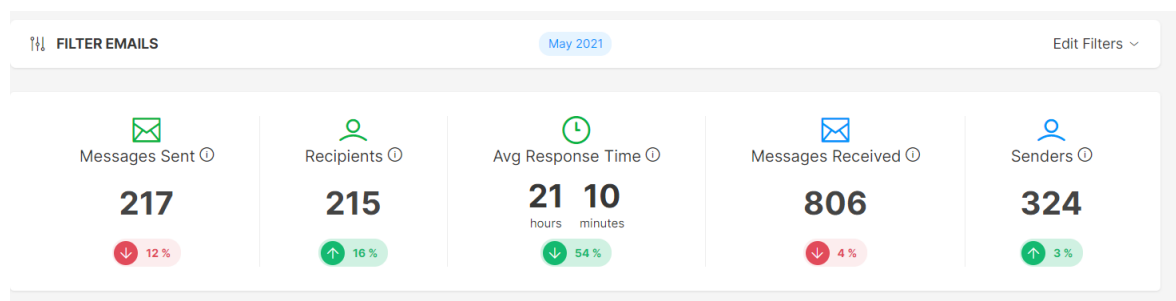 FILTER EMAILS May 2021 Edit Filters
Messages Sent Recipients Avg Response Time Messages Received Senders
217 215 21 10 806 324
hours minutes
12 % 16 % 54 % 4 % 3 %